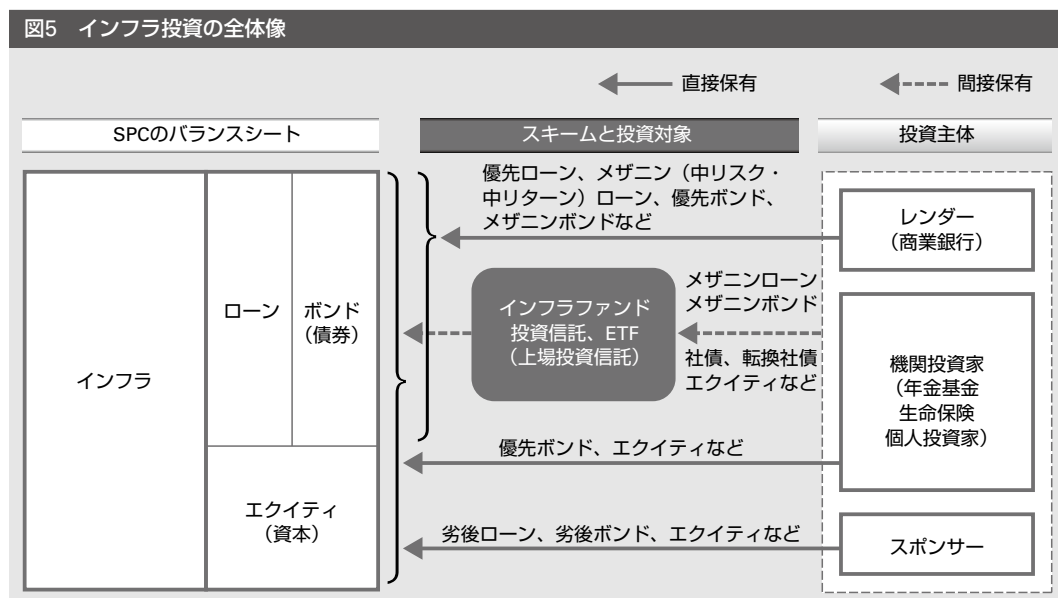 図5　インフラ投資の全体像
直接保有
間接保有
SPCのバランスシート
スキームと投資対象
投資主体
インフラ
ローン
ボンド
（債券）
エクイティ
（資本）
優先ローン、メザニン（中リスク・
中リターン）ローン、優先ボンド、
メザニンボンドなど
インフラファンド
投資信託、ETF
（上場投資信託）
メザニンローン
メザニンボンド
社債、転換社債
エクイティなど
優先ボンド、エクイティなど
劣後ローン、劣後ボンド、エクイティなど
レンダー
（商業銀行）
機関投資家
（年金基金
生命保険
個人投資家）
スポンサー